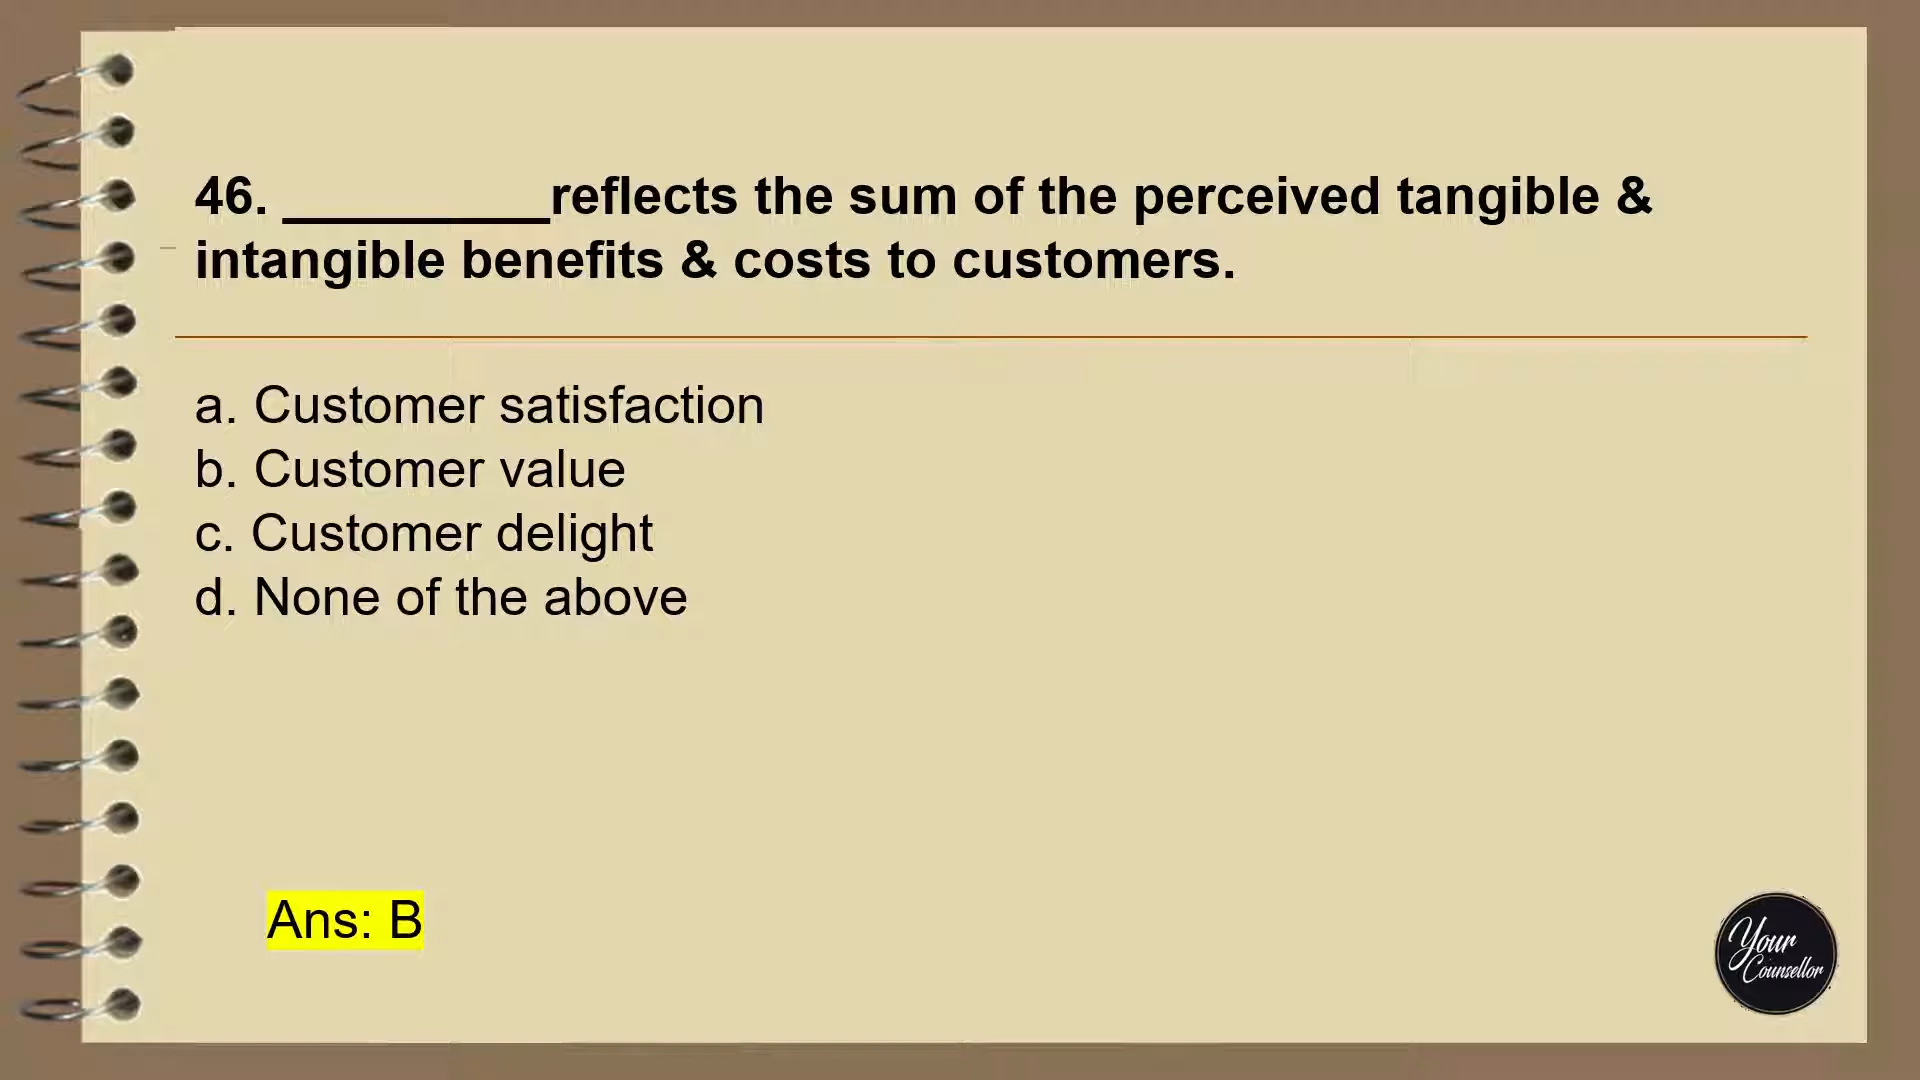 46. _________reflects the sum of the perceived tangible &
intangible benefits & costs to customers.
a. Customer satisfaction
b. Customer value
c. Customer delight
d. None of the above
Ans: B
Your
Counsellor